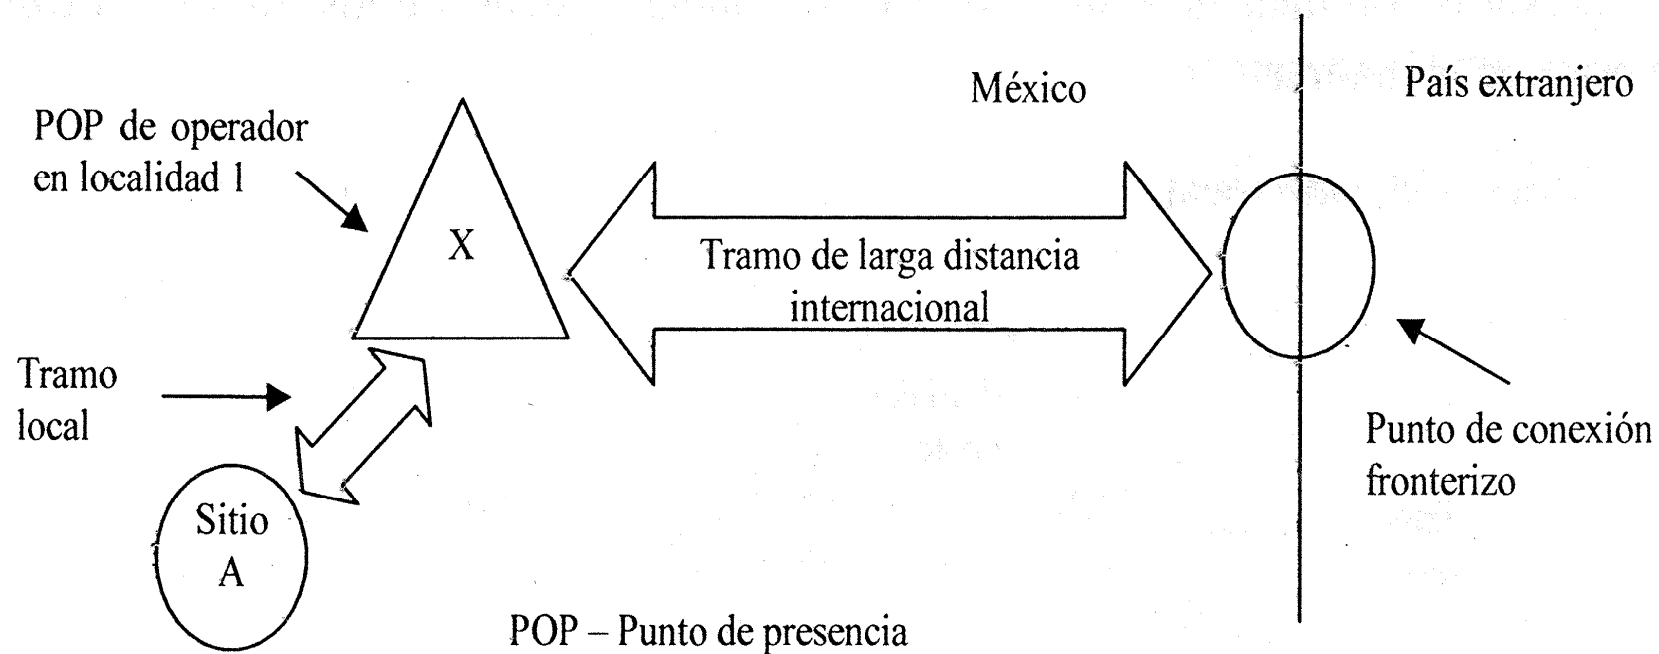 México
País extranjero
POP de operador
en localidad 1
X
Tramo de larga distancia
internacional
Tramo
local
Punto de conexión
fronterizo
Sitio
A
POP – Punto de presencia